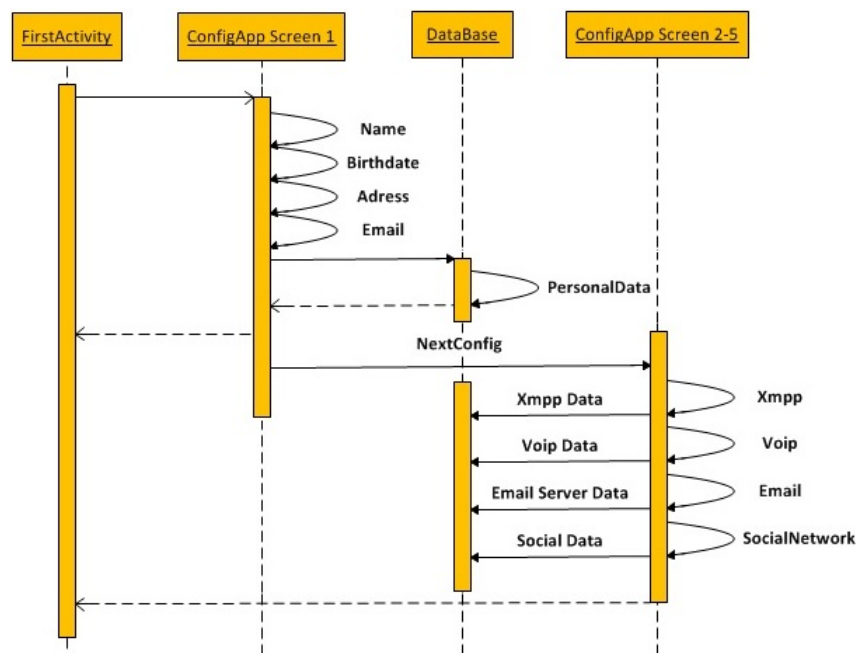 FirstActivity
ConfigApp Screen 1
DataBase
ConfigApp Screen 2-5
Name
Birthdate
Adress
Email
PersonalData
NextConfig
Xmpp Data
Xmpp
Voip Data
Voip
Email Server Data
Email
Social Data
SocialNetwork